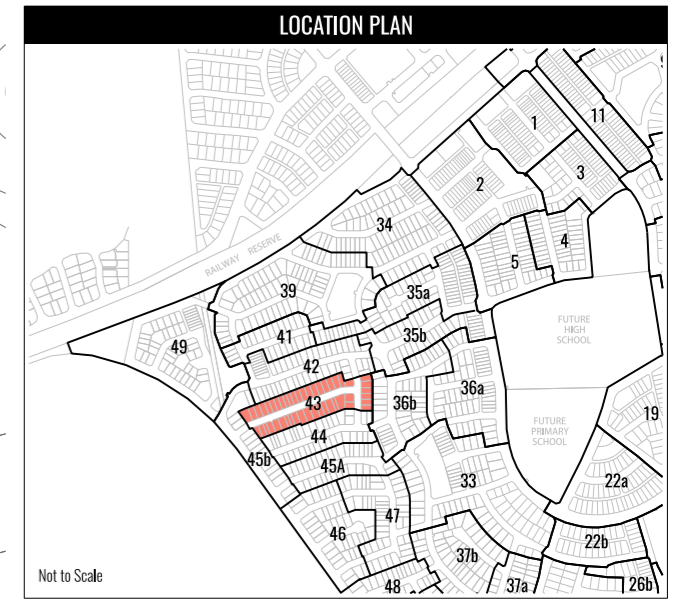 LOCATION PLAN
1
11
2
3
34
4
5
RAILWAY RESERVE
39
35a
FUTURE
HIGH
SCHOOL
41
35b
49
42
36a
43
36b
19
FUTURE
PRIMARY
SCHOOL
44
45b
45A
33
22a
47
46
22b
37b
48
37a
26b
Not to Scale